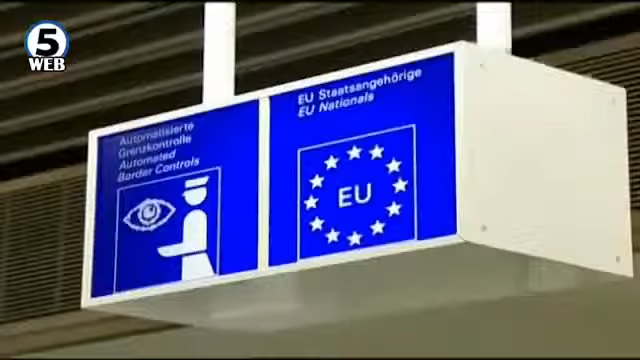 5
WEB
Automatisierte
Grenzkontrolle
Automated
Border Controls
EU Staatsangehörige
EU Nationals
EU